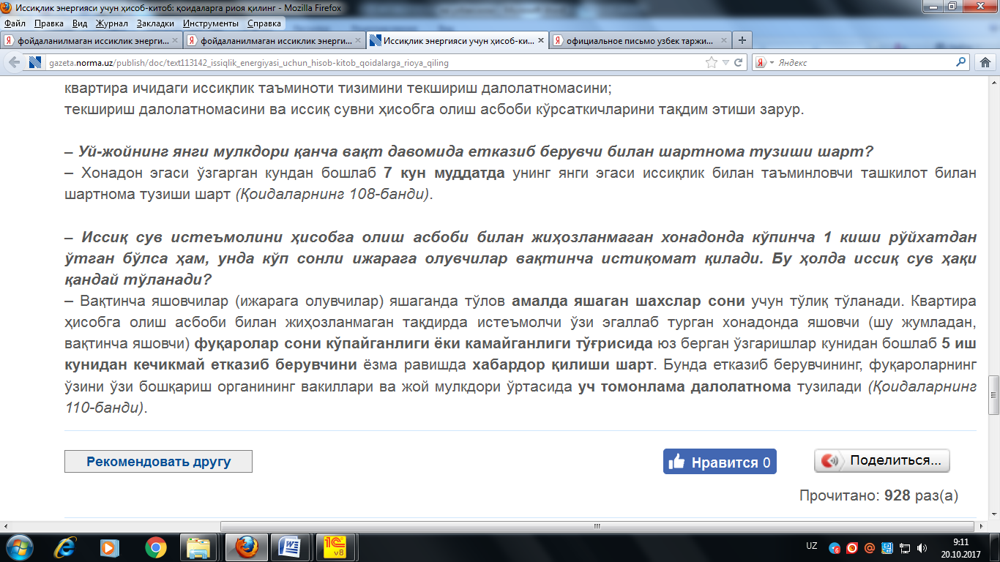 Иссиқлик энергияси учун ҳисоб-китоб: қоидаларга риоя қилинг - Mozilla Firefox
Файл Правка Вид Журнал Закладки Инструменты Справка
фойдаланилмаган иссиклик энерги... фойдаланилмаган иссиклик энерги... Иссиқлик энергияси учун ҳисоб-ки... официальное письмо узбек таржи...
gazeta.norma.uz/publish/doc/text113142_issiqlik_energiyasi_uchun_hisob-kitob_qoidalarga_rioya_qiling Яндекс
квартира ичидаги иссиқлик таъминоти тизимини текшириш далолатномасини;
текшириш далолатномасини ва иссиқ сувни ҳисобга олиш асбоби кўрсаткичларини тақдим этиши зарур.
– Уй-жойнинг янги мулкдори қанча вақт давомида етказиб берувчи билан шартнома тузиши шарт?
– Хонадон эгаси ўзгарган кундан бошлаб 7 кун муддатда унинг янги эгаси иссиқлик билан таъминловчи ташкилот билан
шартнома тузиши шарт (Қоидаларнинг 108-банди).
– Иссиқ сув истеъмолини ҳисобга олиш асбоби билан жиҳозланмаган хонадонда кўпинча 1 киши рўйхатдан
ўтган бўлса ҳам, унда кўп сонли ижарага олувчилар вақтинча истиқомат қилади. Бу ҳолда иссиқ сув ҳақи
қандай тўланади?
– Вақтинча яшовчилар (ижарага олувчилар) яшаганда тўлов амалда яшаган шахслар сони учун тўлиқ тўланади. Квартира
ҳисобга олиш асбоби билан жиҳозланмаган тақдирда истеъмолчи ўзи эгаллаб турган хонадонда яшовчи (шу жумладан,
вақтинча яшовчи) фуқаролар сони кўпайганлиги ёки камайганлиги тўғрисида юз берган ўзгаришлар кунидан бошлаб 5 иш
кунидан кечикмай етказиб берувчини ёзма равишда хабардор қилиши шарт. Бунда етказиб берувчининг, фуқароларнинг
ўзини ўзи бошқариш органининг вакиллари ва жой мулкдори ўртасида уч томонлама далолатнома тузилади (Қоидаларнинг
110-банди).
Рекомендовать другу Нравится 0 Поделиться...
Прочитано: 928 раз(а)
UZ 9:11
20.10.2017